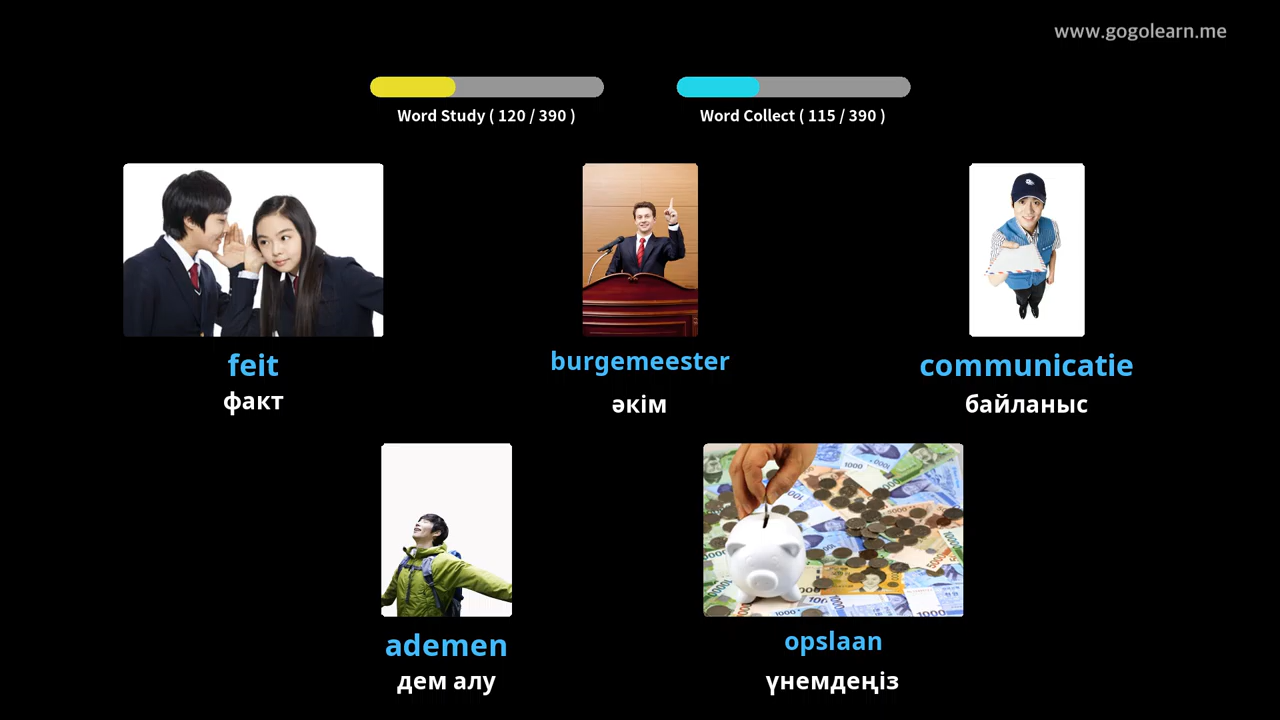 www.gogolearn.me
Word Study ( 120 / 390 )
Word Collect ( 115 / 390 )
feit
факт
burgemeester
әкім
communicatie
байланыс
ademen
дем алу
opslaan
үнемдеңіз